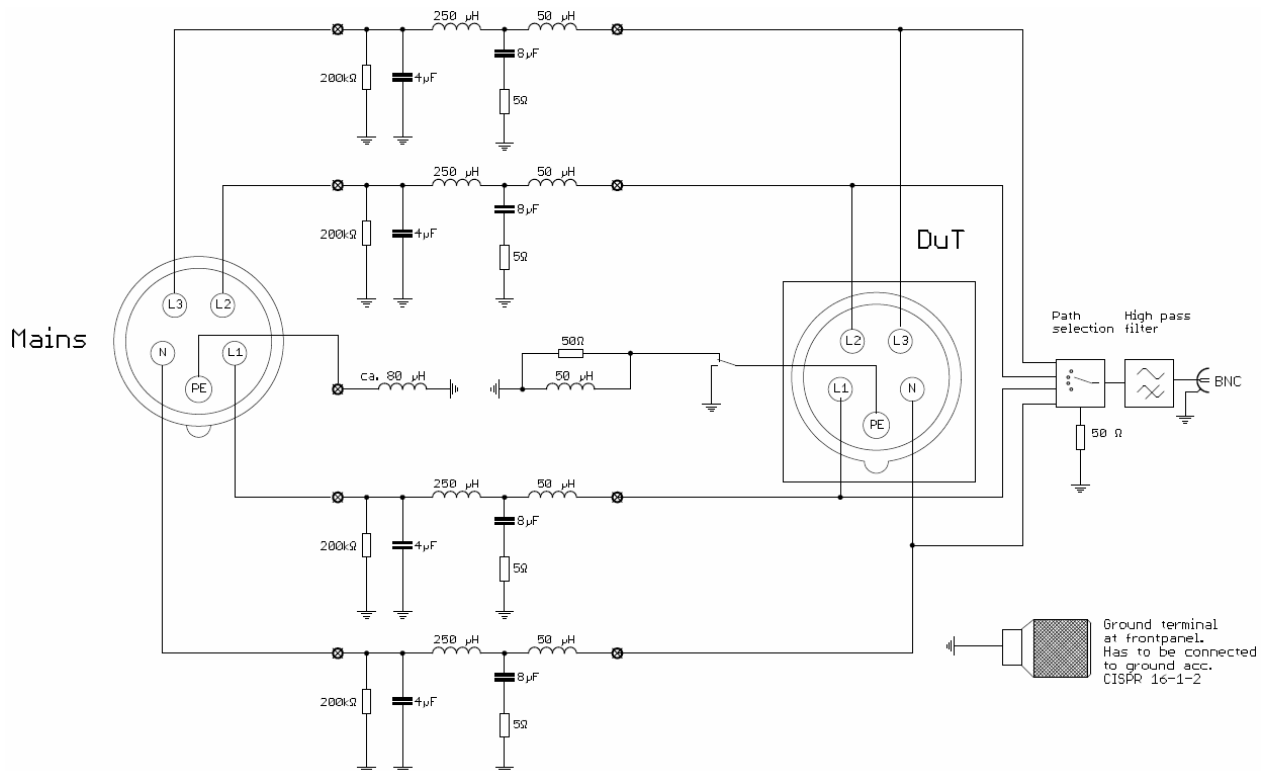 250 µH
50 µH
200kΩ
4µF
8µF
5Ω
250 µH
50 µH
200kΩ
4µF
8µF
5Ω
DuT
Mains
L3
L2
N
L1
PE
ca. 80 µH
50Ω
50 µH
L2
L3
L1
N
PE
Path
selection
High pass
filter
BNC
50 Ω
250 µH
50 µH
200kΩ
4µF
8µF
5Ω
250 µH
50 µH
200kΩ
4µF
8µF
5Ω
Ground terminal
at frontpanel.
Has to be connected
to ground acc.
CISPR 16-1-2